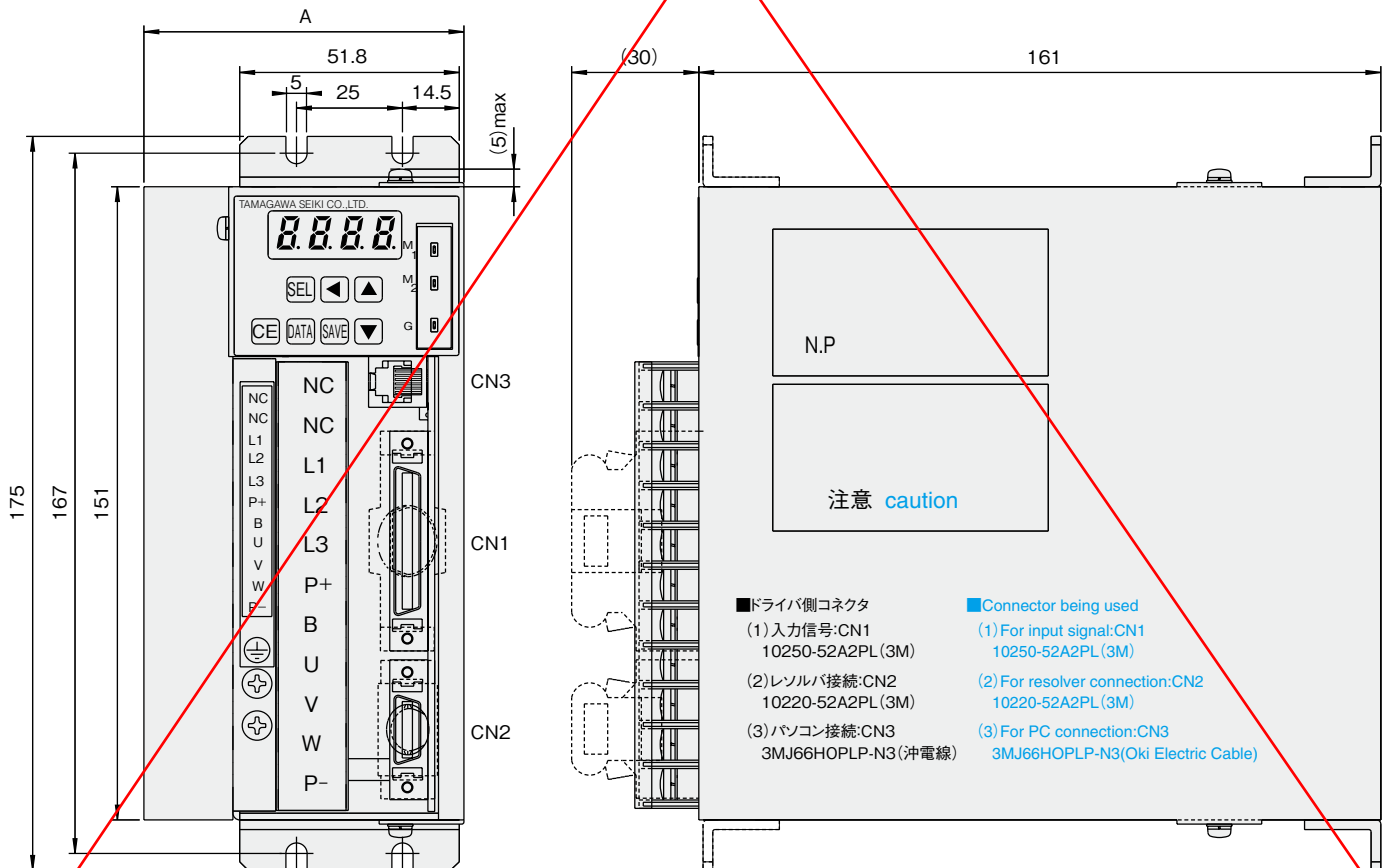 A
51.8
5
25
14.5
(5)max
(30)
161
175
167
151
TAMAGAWA SEIKI CO.,LTD.
8.8.8.8.
M1
M2
G
SEL
CE DATA SAVE
NC
NC
L1
L2
L3
P+
B
U
V
W
P−
NC
NC
L1
L2
L3
P+
B
U
V
W
P−
CN3
CN1
CN2
N.P
注意 caution
■ドライバ側コネクタ
(1)入力信号:CN1
10250-52A2PL(3M)
(2)レソルバ接続:CN2
10220-52A2PL(3M)
(3)パソコン接続:CN3
3MJ66HOPLP-N3(沖電線)
■Connector being used
(1)For input signal:CN1
10250-52A2PL(3M)
(2)For resolver connection:CN2
10220-52A2PL(3M)
(3)For PC connection:CN3
3MJ66HOPLP-N3(Oki Electric Cable)